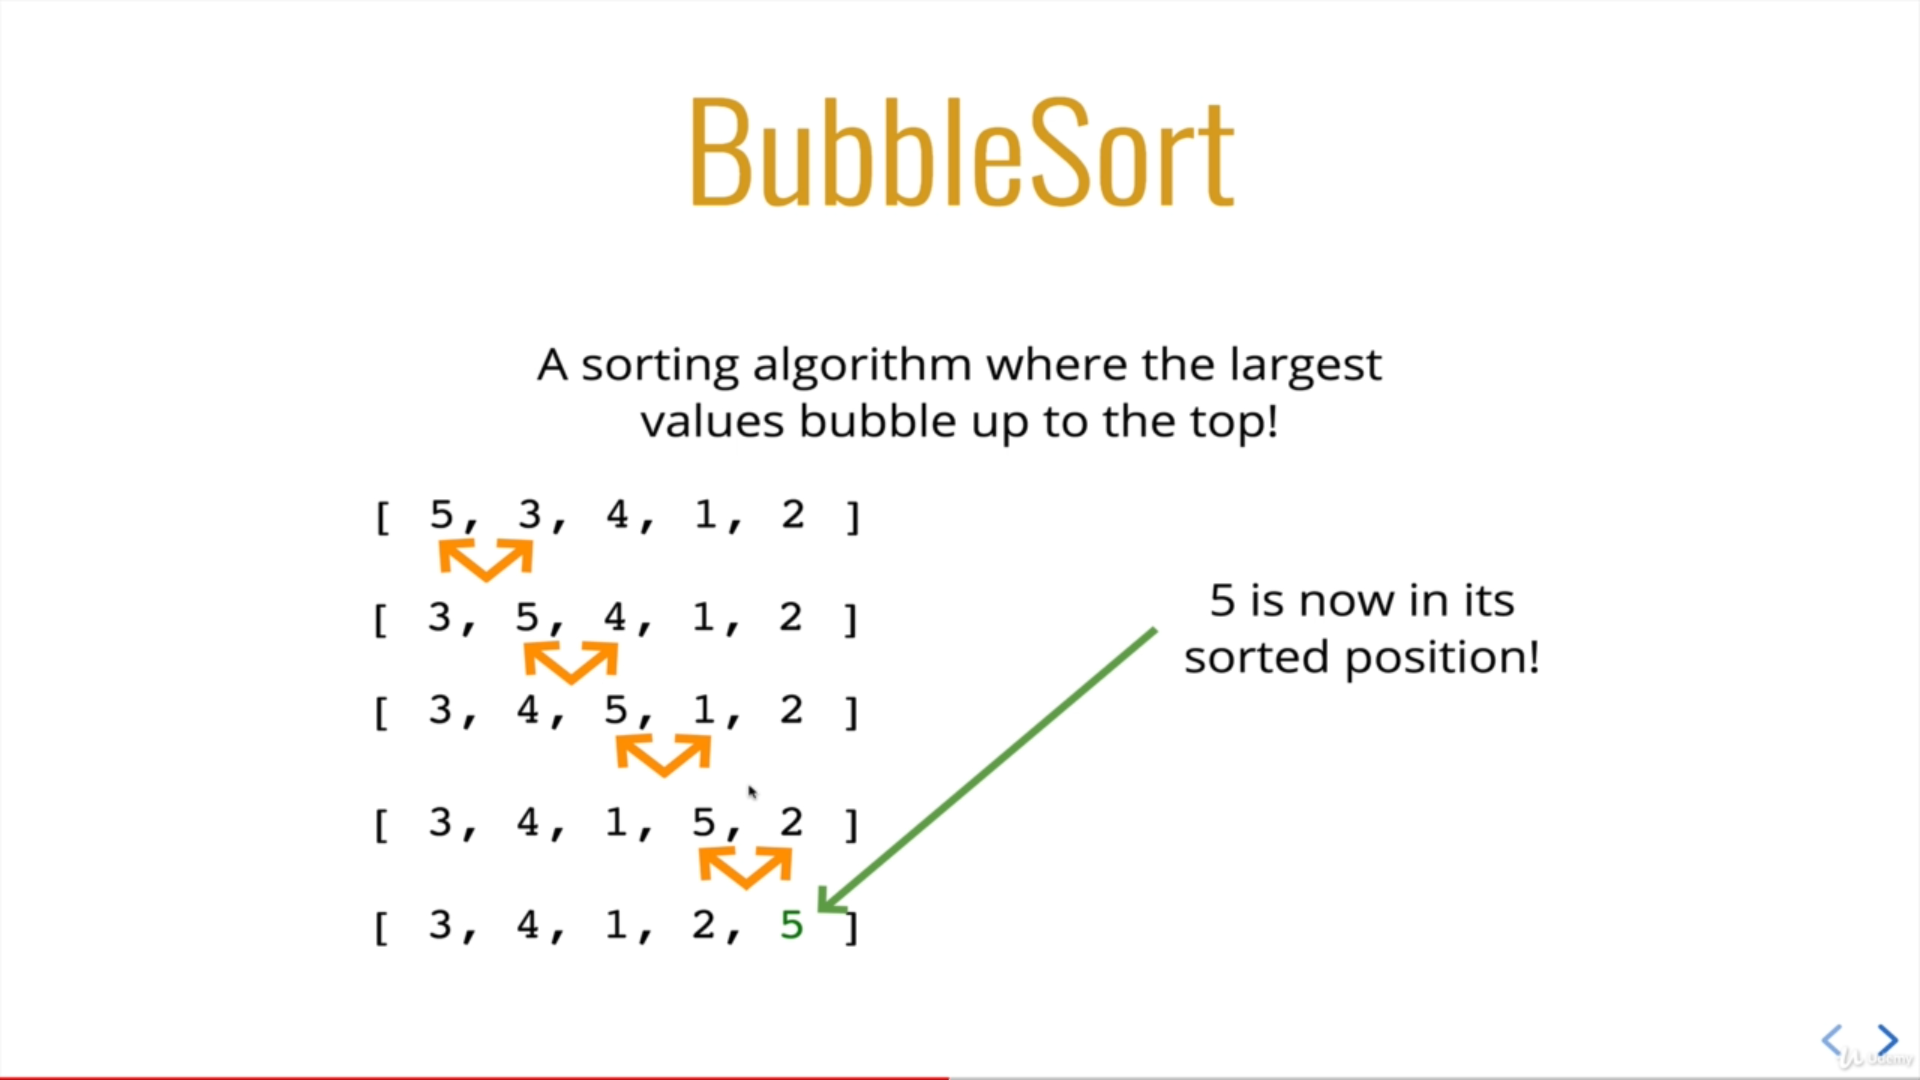 BubbleSort
A sorting algorithm where the largest
values bubble up to the top!
[ 5, 3, 4, 1, 2 ]
[ 3, 5, 4, 1, 2 ]
[ 3, 4, 5, 1, 2 ]
[ 3, 4, 1, 5, 2 ]
[ 3, 4, 1, 2, 5 ]
5 is now in its
sorted position!
Udemy